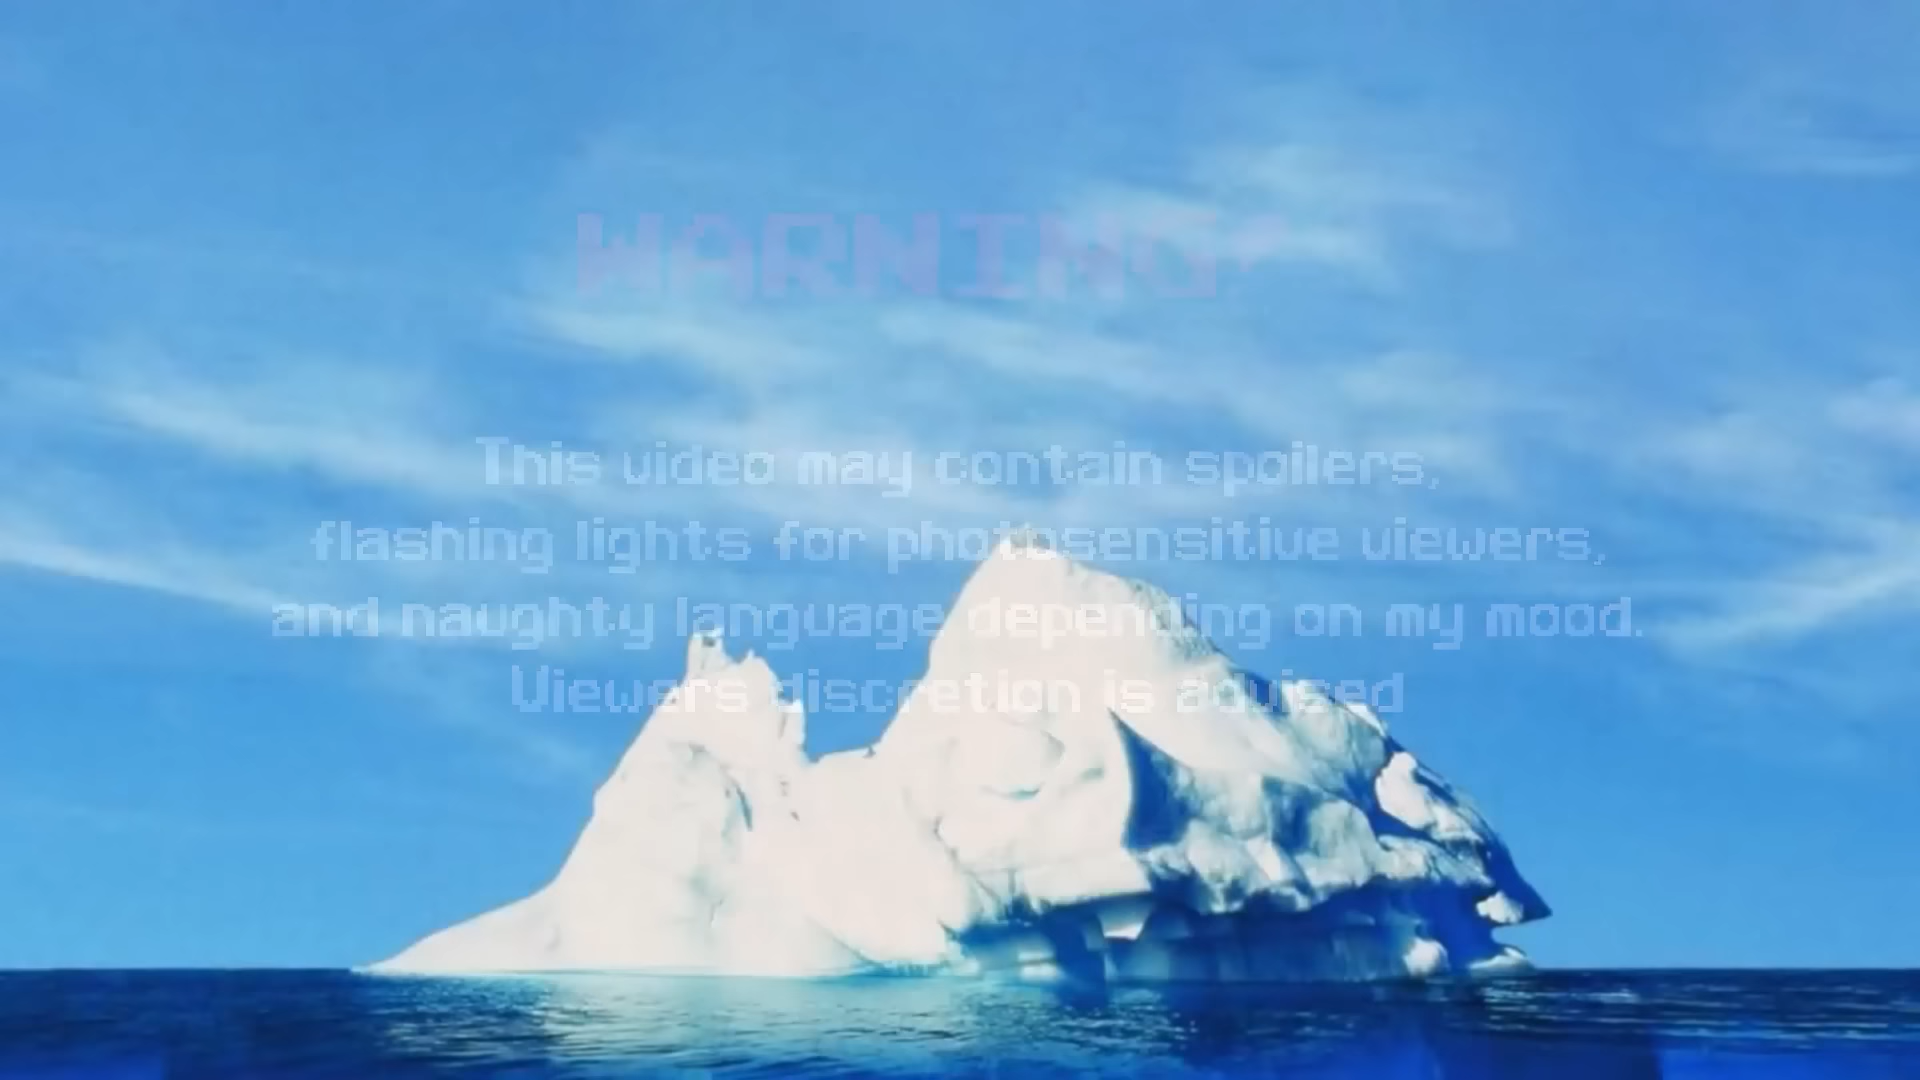 WARNING!
This video may contain spoilers,
flashing lights for photosensitive viewers,
and naughty language depending on my mood.
Viewers discretion is advised